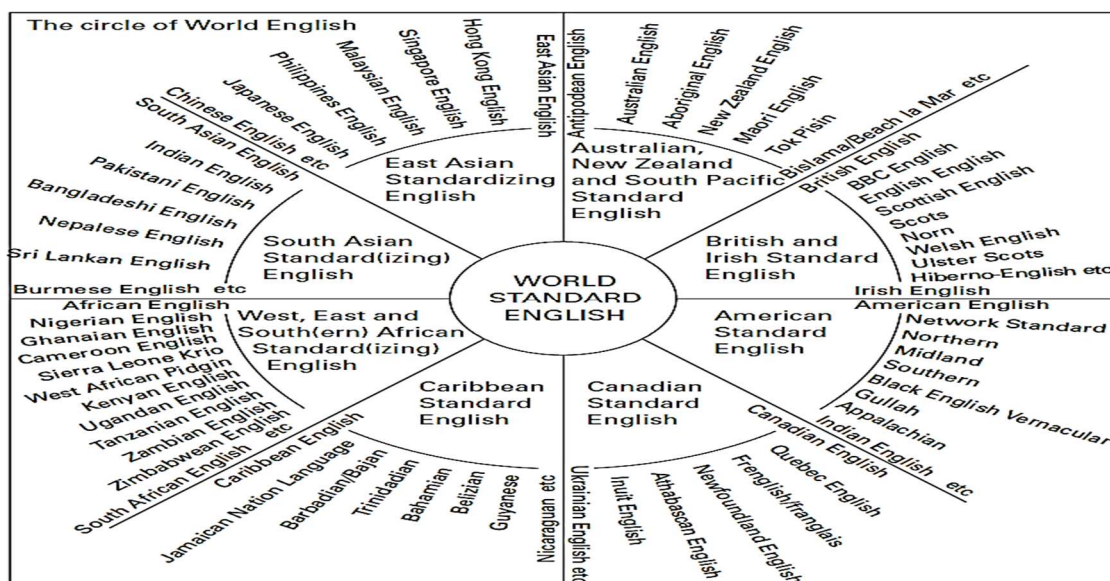 The circle of World English
WORLD
STANDARD
ENGLISH
East Asian
Standardizing
English
East Asian English
Hong Kong English
Singapore English
Malaysian English
Philippines English
Japanese English
Chinese English etc
Australian,
New Zealand
and South Pacific
Standard
English
Antipodean English
Australian English
Aboriginal English
New Zealand English
Maori English
Tok Pisin
Bislama/Beach la Mar etc
British and
Irish Standard
English
British English
BBC English
English English
Scottish English
Scots
Norn
Welsh English
Ulster Scots
Hiberno-English etc
Irish English
American
Standard
English
American English
Network Standard
Northern
Midland
Southern
Black English Vernacular
Gullah
Appalachian
Indian English etc
Canadian
Standard
English
Canadian English
Quebec English
Frenglish/franglais
Newfoundland English
Athabascan English
Inuit English
Ukrainian English etc
Caribbean
Standard
English
Caribbean English
Jamaican Nation Language
Barbadian/Bajan
Trinidadian
Bahamian
Belizian
Guyanese
Nicaraguan etc
West, East and
South(ern) African
Standard(izing)
English
African English
Nigerian English
Ghanaian English
Cameroon English
Sierra Leone Krio
West African Pidgin
Kenyan English
Ugandan English
Tanzanian English
Zambian English
Zimbabwean English
South African English etc
South Asian
Standard(izing)
English
South Asian English
Indian English
Pakistani English
Bangladeshi English
Nepalese English
Sri Lankan English
Burmese English etc